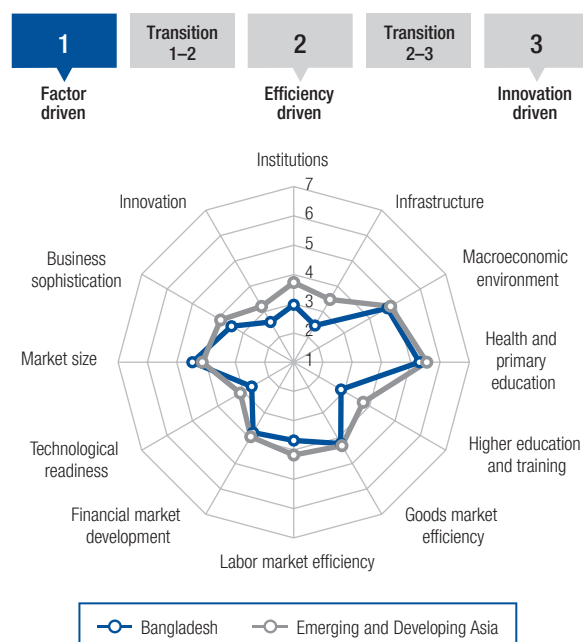 1
Transition
1–2
2
Transition
2–3
3
Factor
driven
Efficiency
driven
Innovation
driven
Institutions
Innovation
Infrastructure
Business
sophistication
Macroeconomic
environment
Market size
Health and
primary
education
Technological
readiness
Higher education
and training
Financial market
development
Goods market
efficiency
Labor market efficiency
7
6
5
4
3
2
1
Bangladesh
Emerging and Developing Asia